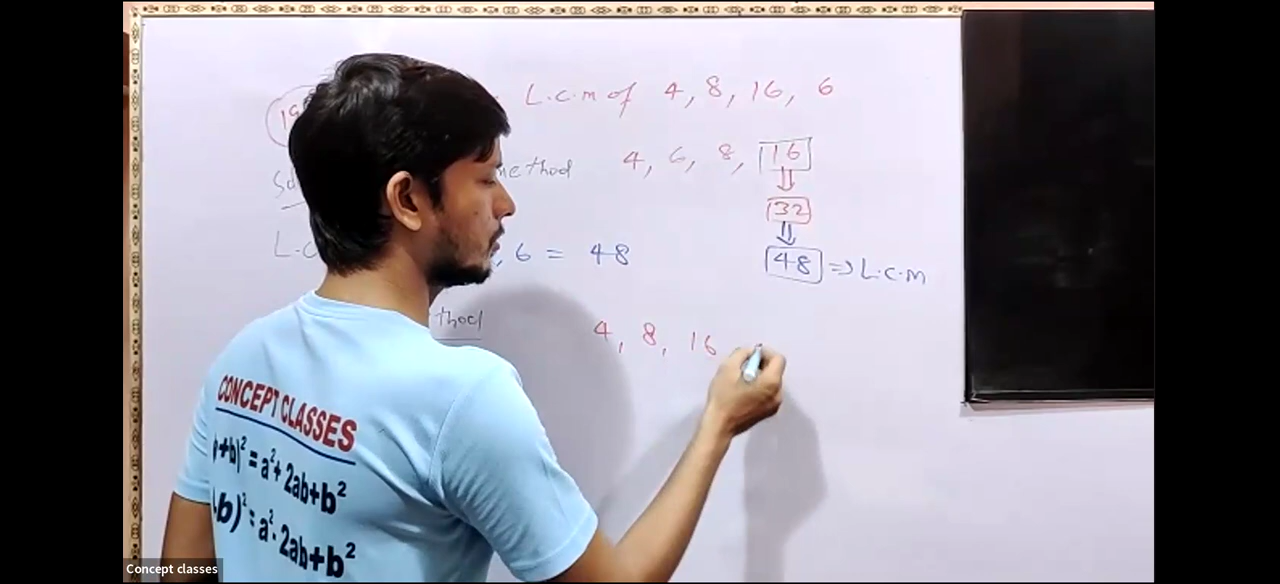 L.C.M of 4, 8, 16, 6
method 4, 6, 8, 16
⇓
32
⇓
L.C , 6 = 48
48 ⇒ L.C.M
4, 8, 16
CONCEPT CLASSES
+b)² = a²+2ab+b²
b)² = a²-2ab+b²
Concept classes